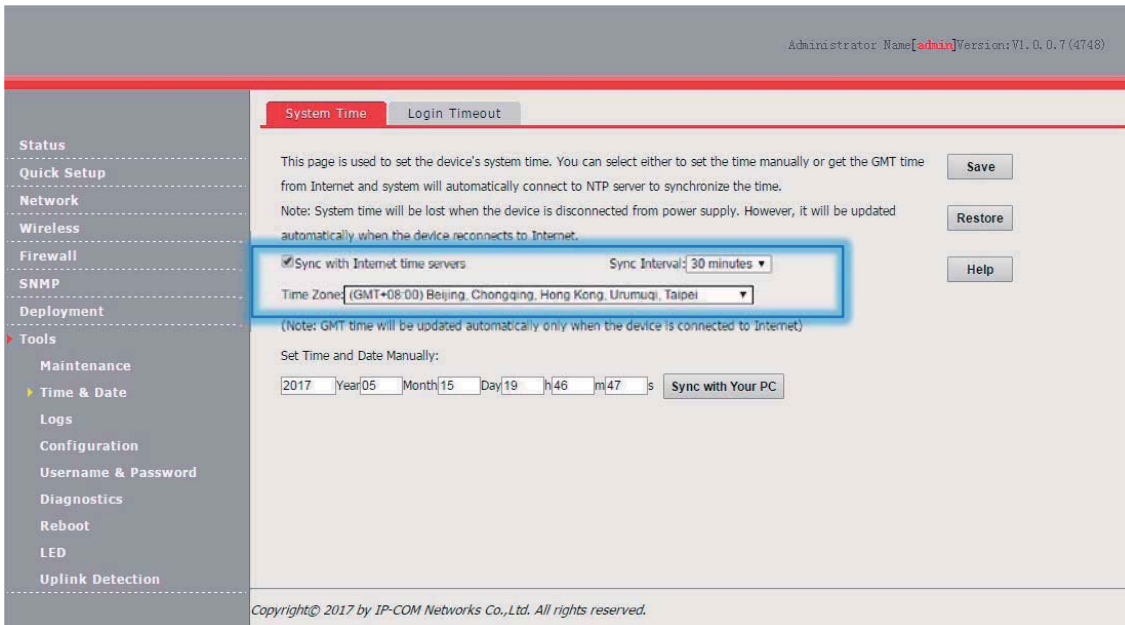 Administrator Name[admin]Version:V1.0.0.7(4748)
System Time Login Timeout
Status
Quick Setup
Network
Wireless
Firewall
SNMP
Deployment
Tools
Maintenance
Time & Date
Logs
Configuration
Username & Password
Diagnostics
Reboot
LED
Uplink Detection
This page is used to set the device's system time. You can select either to set the time manually or get the GMT time
from Internet and system will automatically connect to NTP server to synchronize the time.
Note: System time will be lost when the device is disconnected from power supply. However, it will be updated
automatically when the device reconnects to Internet.
Sync with Internet time servers Sync Interval: 30 minutes
Time Zone: (GMT+08:00) Beijing, Chongqing, Hong Kong, Urumuqi, Taipei
(Note: GMT time will be updated automatically only when the device is connected to Internet)
Set Time and Date Manually:
2017 Year 05 Month 15 Day 19 h 46 m 47 s Sync with Your PC
Save
Restore
Help
Copyright© 2017 by IP-COM Networks Co.,Ltd. All rights reserved.